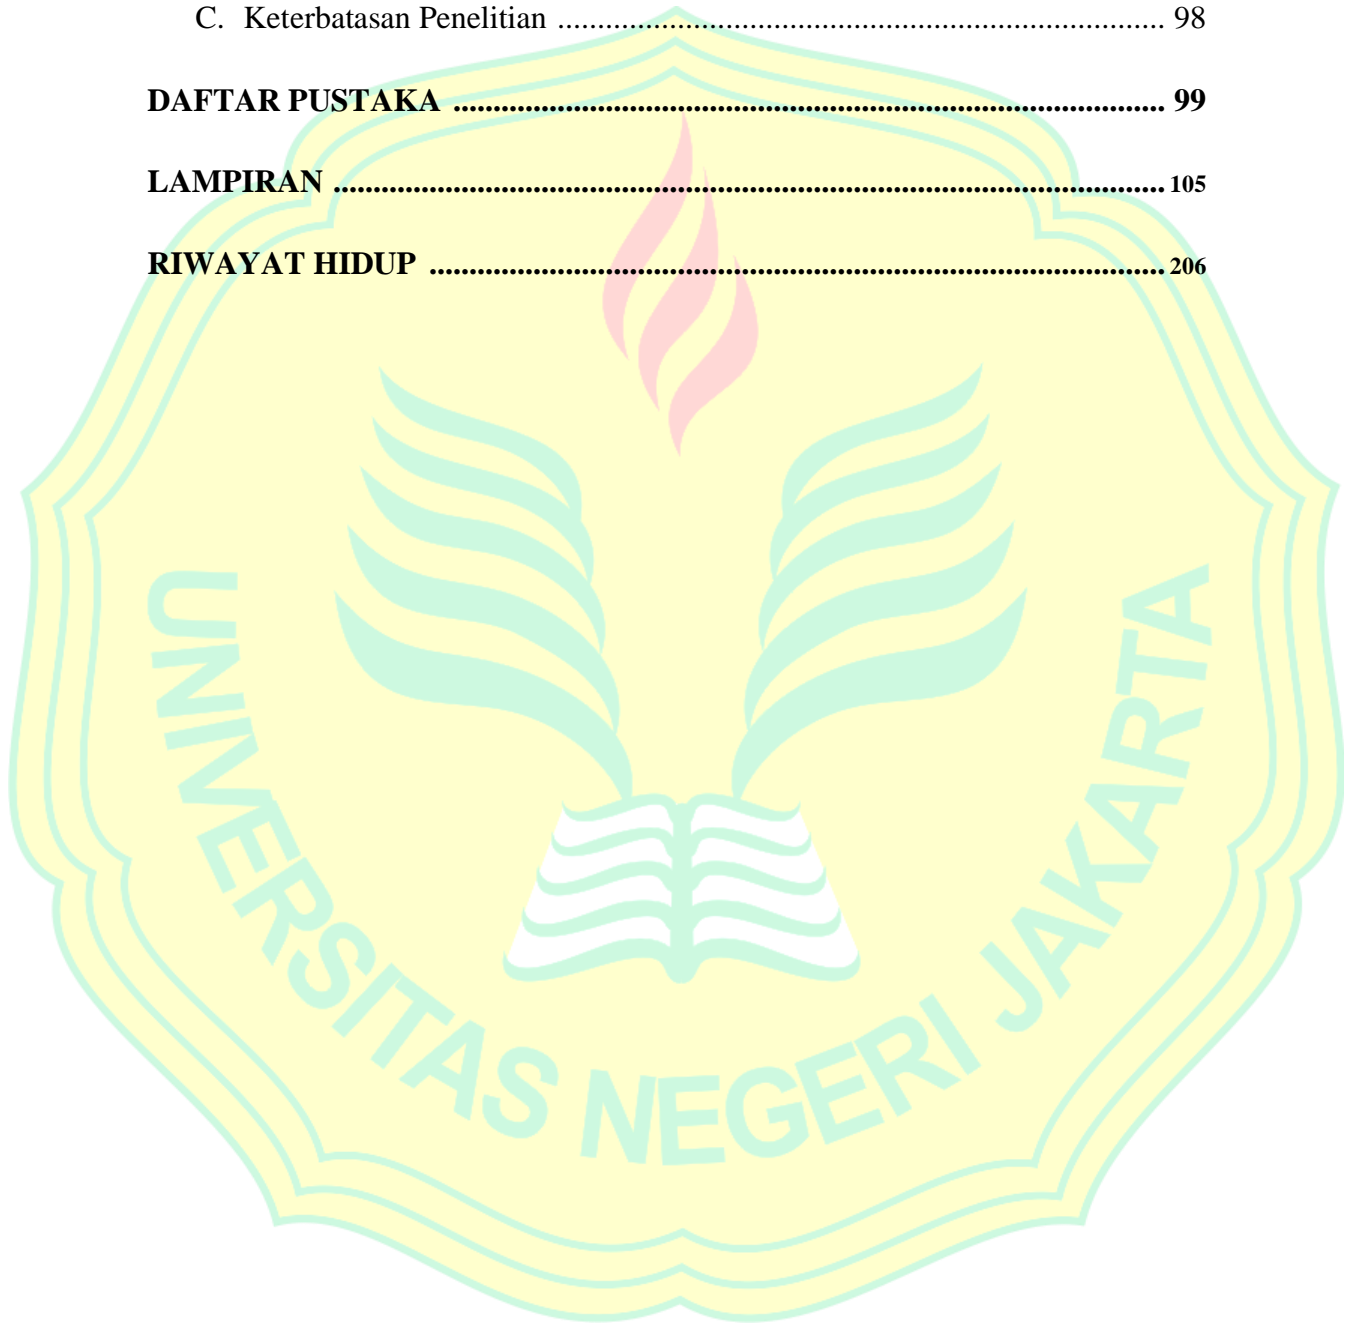 C. Keterbatasan Penelitian ............................................................................. 98
DAFTAR PUSTAKA .......................................................................................... 99
LAMPIRAN ......................................................................................................... 105
RIWAYAT HIDUP ............................................................................................. 206
UNIVERSITAS NEGERI JAKARTA